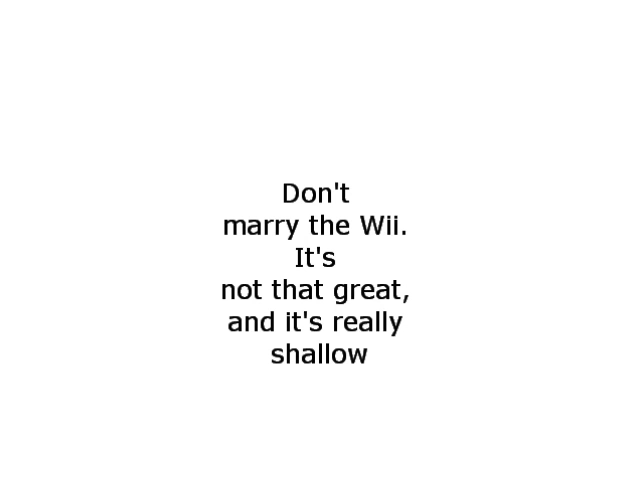 Don't
marry the Wii.
It's
not that great,
and it's really
shallow